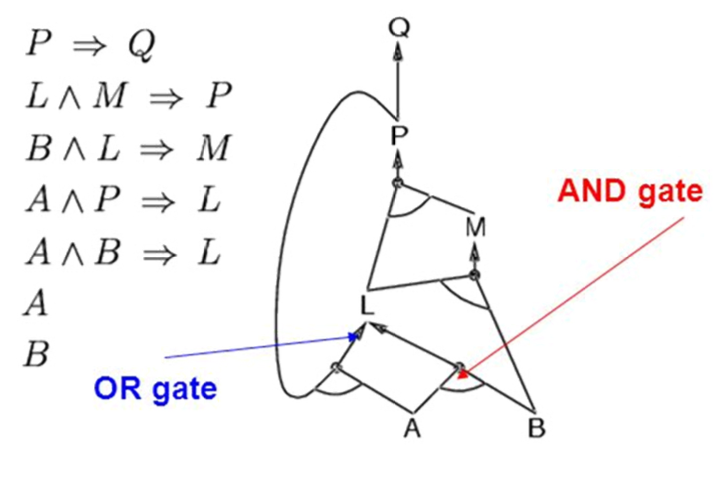 P ⇒ Q
L ∧ M ⇒ P
B ∧ L ⇒ M
A ∧ P ⇒ L
A ∧ B ⇒ L
A
B
OR gate
Q
P
AND gate
M
L
A
B